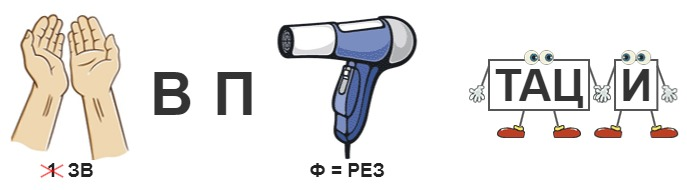 В П ТАЦ И
1 ЗВ Ф = РЕЗ